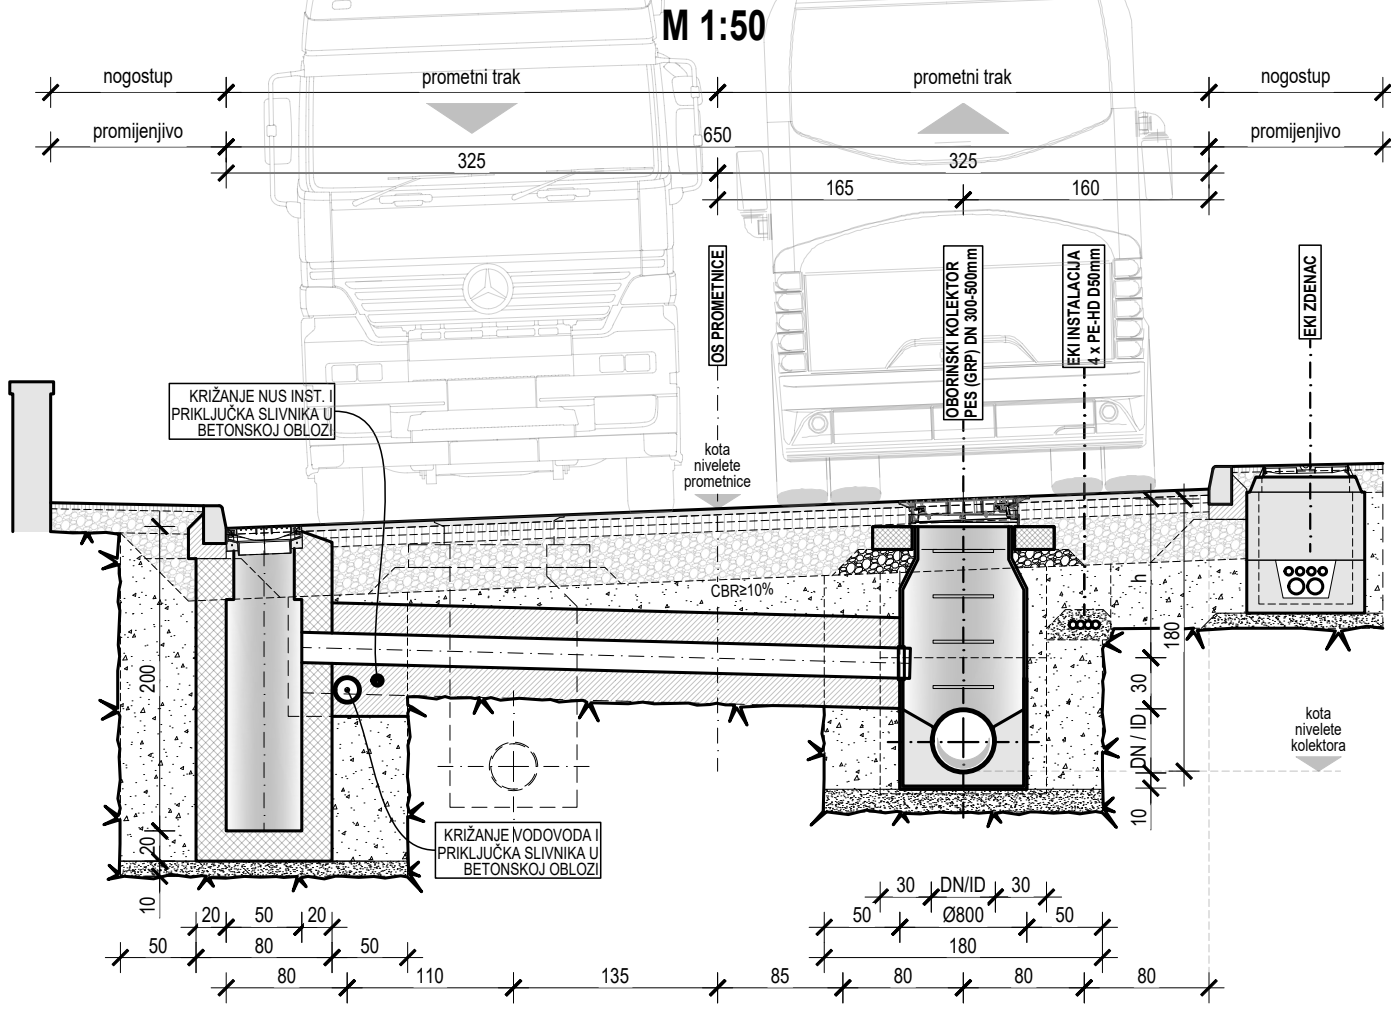 M 1:50
nogostup
prometni trak
prometni trak
nogostup
promijenjivo
650
promijenjivo
325
325
165
160
OS PROMETNICE
OBORINSKI KOLEKTOR
PES (GRP) DN 300-500mm
EKI INSTALACIJA
4 x PE-HD D50mm
EKI ZDENAC
KRIŽANJE NUS INST. I
PRIKLJUČKA SLIVNIKA U
BETONSKOJ OBLOZI
kota
nivelete
prometnice
CBR≥10%
h
180
200
30
DN / ID
10
kota
nivelete
kolektora
KRIŽANJE VODOVODA I
PRIKLJUČKA SLIVNIKA U
BETONSKOJ OBLOZI
20
10
30
DN/ID
30
20
50
20
50
Ø800
50
50
80
50
180
80
110
135
85
80
80
80